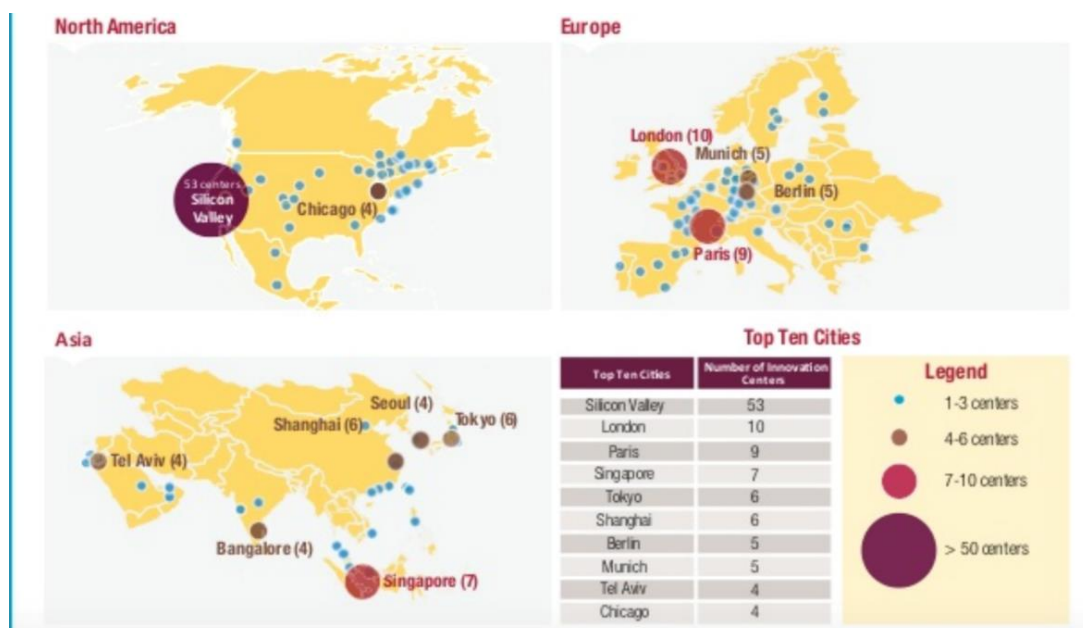 North America
53 centers
Silicon
Valley
Chicago (4)
Europe
London (10)
Munich (5)
Berlin (5)
Paris (9)
Asia
Seoul (4)
Shanghai (6)
Tokyo (6)
Tel Aviv (4)
Bangalore (4)
Singapore (7)
Top Ten Cities
Top Ten Cities Number of Innovation
Centers
Silicon Valley 53
London 10
Paris 9
Singapore 7
Tokyo 6
Shanghai 6
Berlin 5
Munich 5
Tel Aviv 4
Chicago 4
Legend
1-3 centers
4-6 centers
7-10 centers
> 50 centers